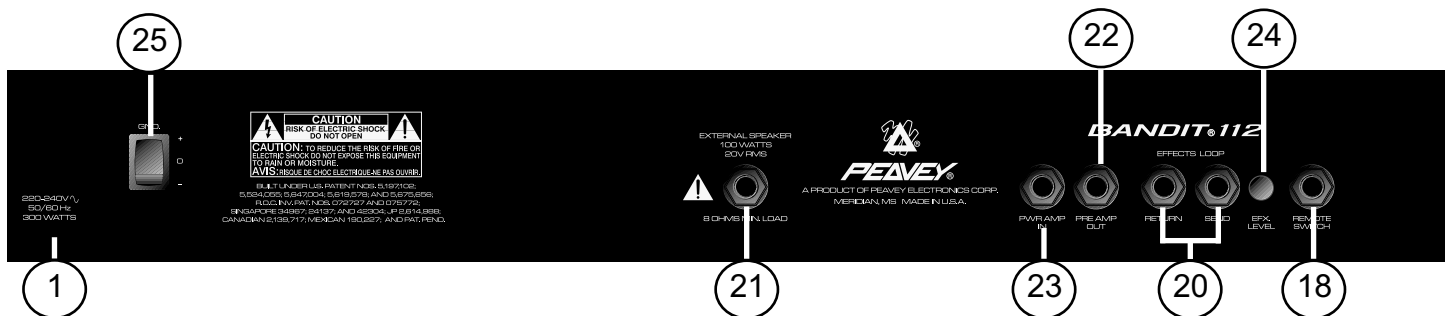 25
22
24
GND.
+
O
-
220-240V∿
50/60 Hz
300 WATTS
1
CAUTION
RISK OF ELECTRIC SHOCK
DO NOT OPEN
CAUTION: TO REDUCE THE RISK OF FIRE OR
ELECTRIC SHOCK DO NOT EXPOSE THIS EQUIPMENT
TO RAIN OR MOISTURE.
AVIS: RISQUE DE CHOC ELECTRIQUE-NE PAS OUVRIR.
BUILT UNDER U.S. PATENT NOS. 5,197,102;
5,524,055; 5,647,004; 5,619,578; AND 5,675,656;
R.O.C. INV. PAT. NOS. 072727 AND 075772;
SINGAPORE 34967; 24137; AND 42304; JP 2,614,988;
CANADIAN 2,139,717; MEXICAN 190,227; AND PAT. PEND.
EXTERNAL SPEAKER
100 WATTS
20V RMS
8 OHMS MIN. LOAD
21
PEAVEY®
A PRODUCT OF PEAVEY ELECTRONICS CORP.
MERIDIAN, MS MADE IN U.S.A.
BANDIT® 112
EFFECTS LOOP
PWR AMP
IN
PRE AMP
OUT
RETURN
SEND
EFX.
LEVEL
REMOTE
SWITCH
23
20
18